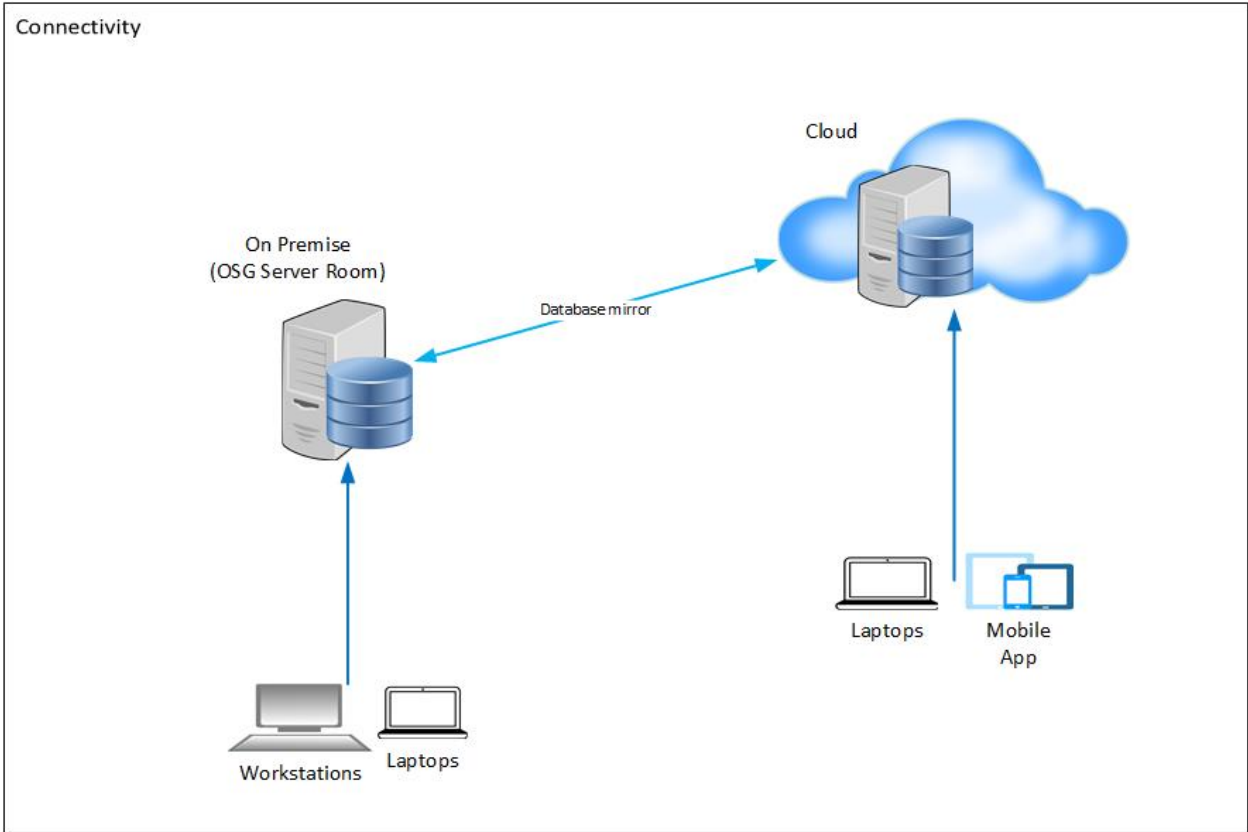 Connectivity
Cloud
On Premise
(OSG Server Room)
Database mirror
Laptops
Mobile
App
Workstations
Laptops